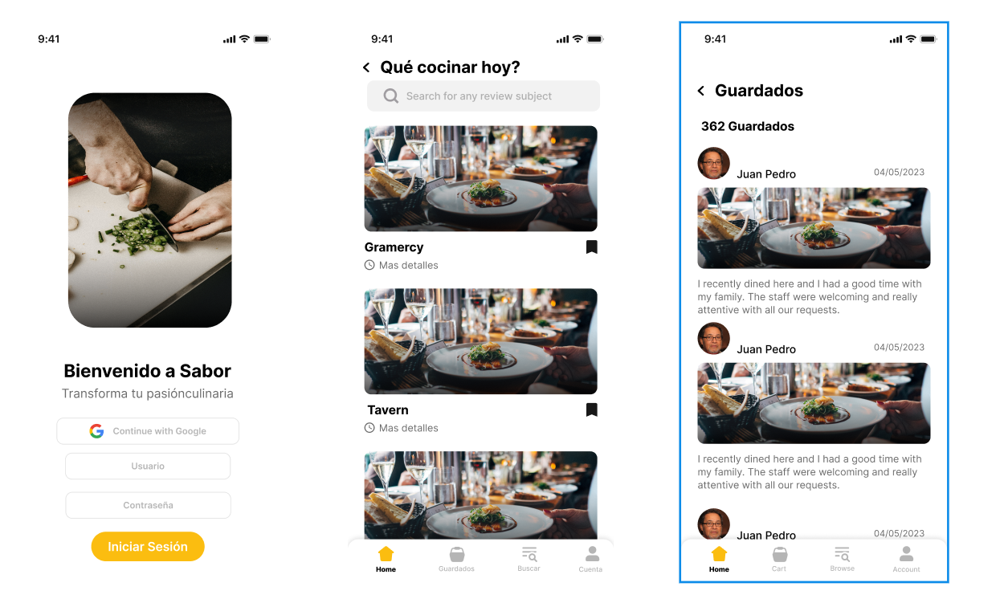 9:41
Bienvenido a Sabor
Transforma tu pasiónculinaria
Continue with Google
Usuario
Contraseña
Iniciar Sesión
9:41
Qué cocinar hoy?
Search for any review subject
Gramercy
Mas detalles
Tavern
Mas detalles
Home
Guardados
Buscar
Cuenta
9:41
Guardados
362 Guardados
Juan Pedro
04/05/2023
I recently dined here and I had a good time with
my family. The staff were welcoming and really
attentive with all our requests.
Juan Pedro
04/05/2023
I recently dined here and I had a good time with
my family. The staff were welcoming and really
attentive with all our requests.
Juan Pedro
04/05/2023
Home
Cart
Browse
Account